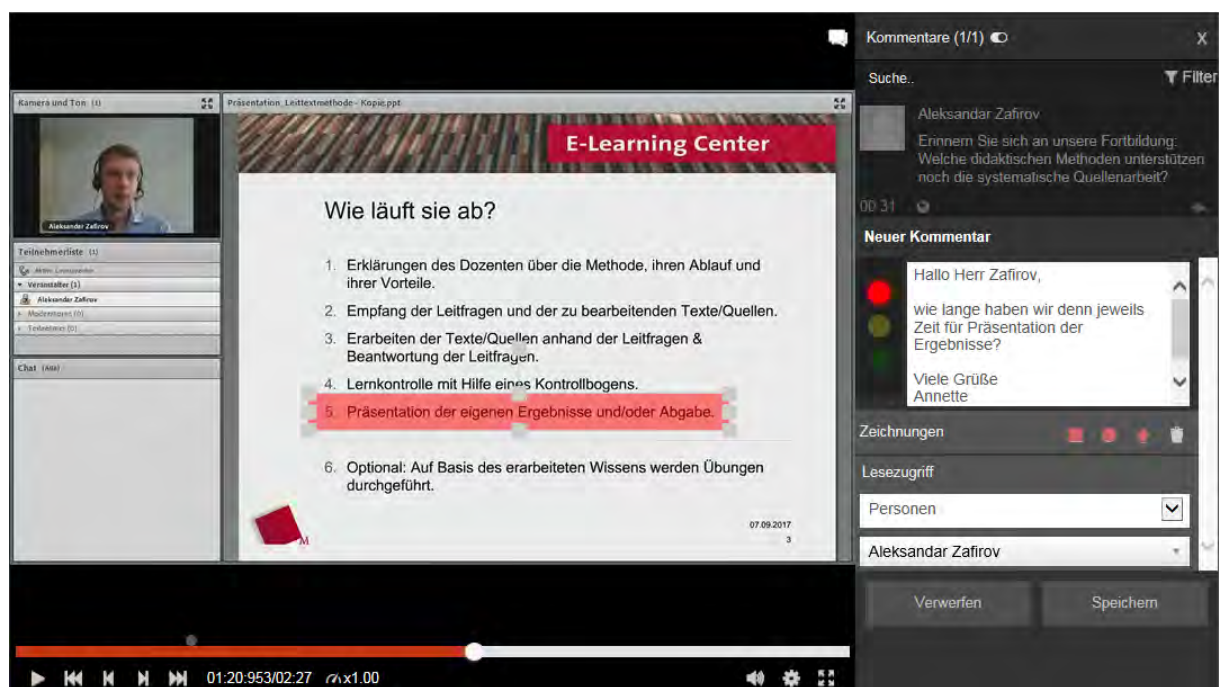 Kamera und Ton (1)
Aleksandar Zafirov
Teilnehmerliste (1)
Veranstalter (1)
Aleksandar Zafirov
Moderatoren (0)
Teilnehmer (0)
Chat (Alle)
Präsentation_Leittextmethode - Kopie.ppt
E-Learning Center
Wie läuft sie ab?
1. Erklärungen des Dozenten über die Methode, ihren Ablauf und
ihrer Vorteile.
2. Empfang der Leitfragen und der zu bearbeitenden Texte/Quellen.
3. Erarbeiten der Texte/Quellen anhand der Leitfragen &
Beantwortung der Leitfragen.
4. Lernkontrolle mit Hilfe eines Kontrollbogens.
5. Präsentation der eigenen Ergebnisse und/oder Abgabe.
6. Optional: Auf Basis des erarbeiteten Wissens werden Übungen
durchgeführt.
M
07.09.2017
3
01:20:953/02:27 x1.00
Kommentare (1/1) X
Suche.. Filter
Aleksandar Zafirov
Erinnern Sie sich an unsere Fortbildung:
Welche didaktischen Methoden unterstützen
noch die systematische Quellenarbeit?
00:31
Neuer Kommentar
Hallo Herr Zafirov,
wie lange haben wir denn jeweils
Zeit für Präsentation der
Ergebnisse?
Viele Grüße
Annette
Zeichnungen
Lesezugriff
Personen
Aleksandar Zafirov
Verwerfen Speichern